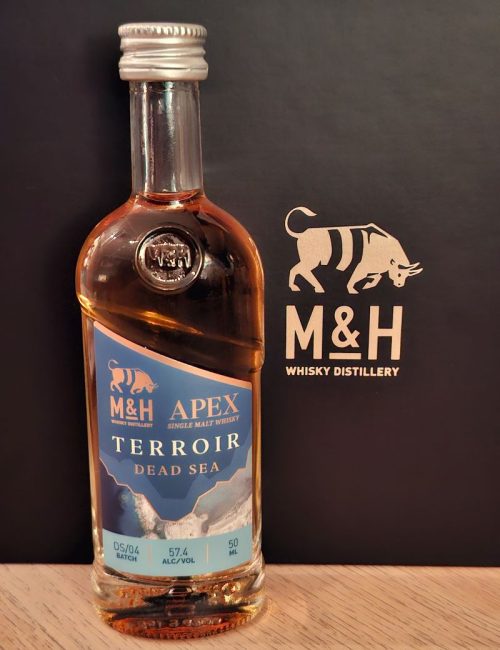 M&H
M&H
WHISKY DISTILLERY
M&H
WHISKY DISTILLERY
APEX
SINGLE MALT WHISKY
TERROIR
DEAD SEA
DS/04
BATCH
57.4
ALC/VOL
50
ML